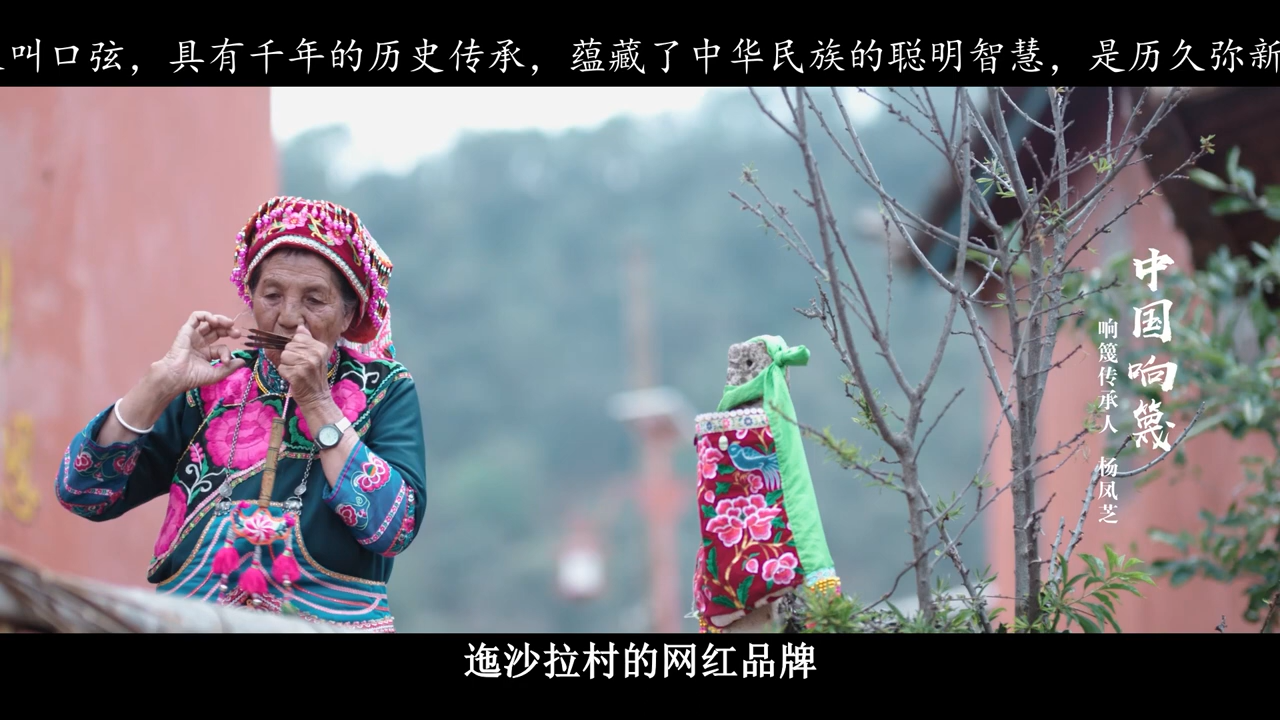 叫口弦，具有千年的历史传承，蕴藏了中华民族的聪明智慧，是历久弥新
中国响篾
响篾传承人 杨凤芝
迤沙拉村的网红品牌